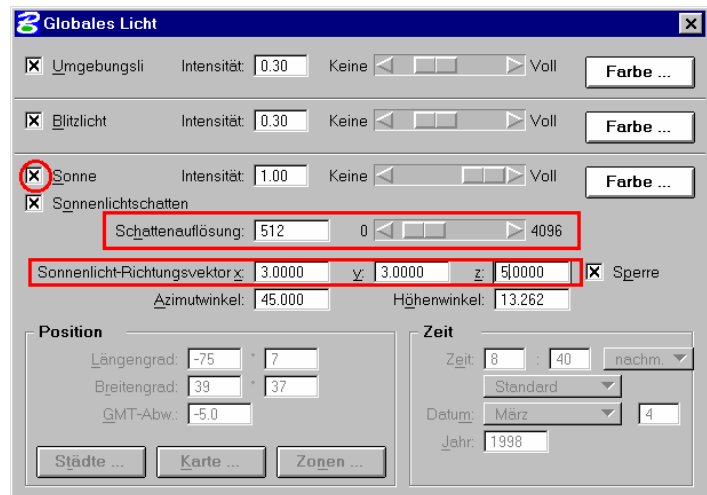 Globales Licht
Umgebungsli Intensität: 0.30 Keine Voll Farbe ...
Blitzlicht Intensität: 0.30 Keine Voll Farbe ...
Sonne Intensität: 1.00 Keine Voll Farbe ...
Sonnenlichtschatten
Schattenauflösung: 512 0 4096
Sonnenlicht-Richtungsvektor x: 3.0000 y: 3.0000 z: 5.0000 Sperre
Azimutwinkel: 45.000 Höhenwinkel: 13.262
Position Zeit
Längengrad: -75 ° 7 Zeit: 8 : 40 nachm.
Breitengrad: 39 ° 37 Standard
GMT-Abw.: -5.0 Datum: März 4
Jahr: 1998
Städte ... Karte ... Zonen ...